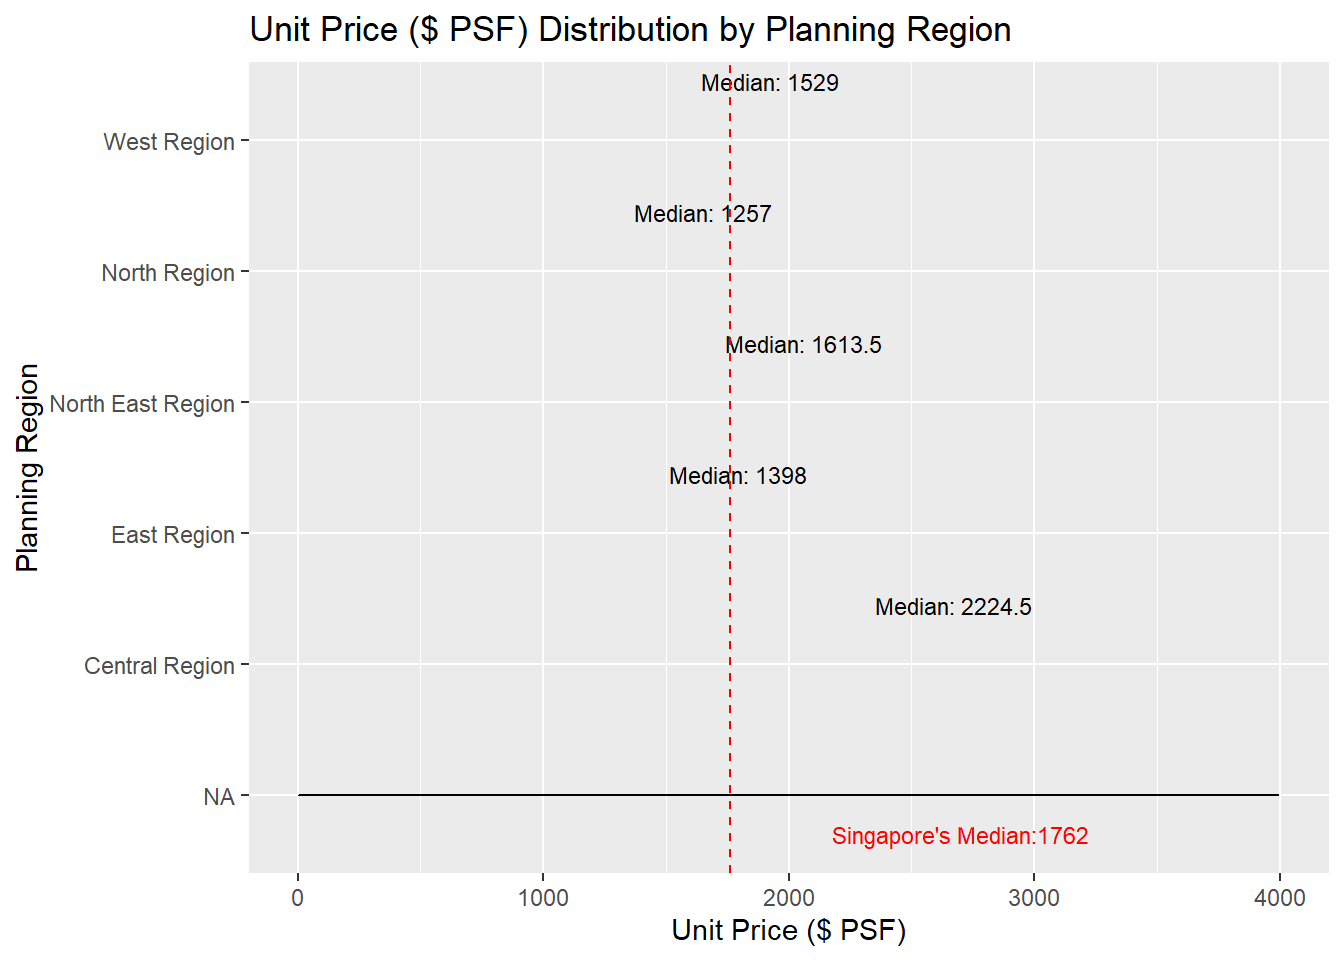 Unit Price ($ PSF) Distribution by Planning Region
Median: 1529
West Region
Median: 1257
North Region
Median: 1613.5
North East Region
Median: 1398
East Region
Median: 2224.5
Central Region
NA
Singapore's Median:1762
Planning Region
0 1000 2000 3000 4000
Unit Price ($ PSF)